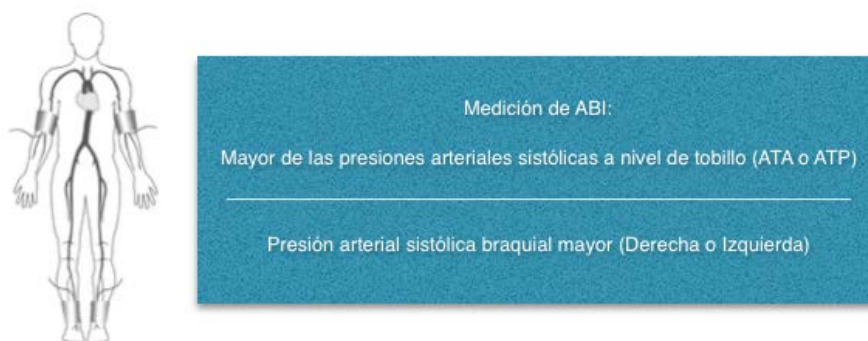 Medición de ABI:
Mayor de las presiones arteriales sistólicas a nivel de tobillo (ATA o ATP)
Presión arterial sistólica braquial mayor (Derecha o Izquierda)